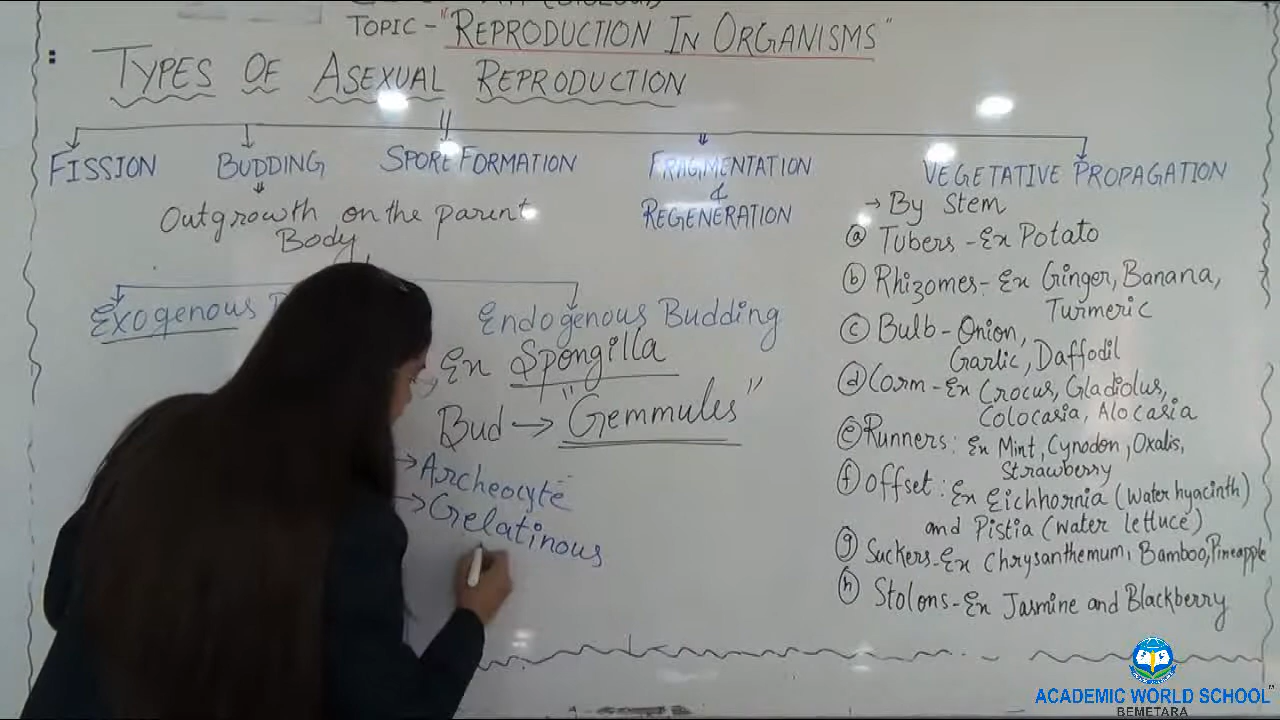 TOPIC - "REPRODUCTION IN ORGANISMS"
TYPES OF ASEXUAL REPRODUCTION
FISSION
BUDDING
SPORE FORMATION
FRAGMENTATION
&
REGENERATION
VEGETATIVE PROPAGATION
Outgrowth on the parent
Body
Exogenous
Endogenous Budding
Ex Spongilla
Bud → "Gemmules"
→ Archeocyte
→ Gelatinous
→ By Stem
(a) Tubers - Ex Potato
(b) Rhizomes - Ex Ginger, Banana,
Turmeric
(c) Bulb - Onion,
Garlic, Daffodil
(d) Corm - Ex Crocus, Gladiolus,
Colocasia, Alocasia
(e) Runners: Ex Mint, Cynodon, Oxalis,
Strawberry
(f) Offset: Ex Eichhornia (Water hyacinth)
and Pistia (water lettuce)
(g) Suckers - Ex Chrysanthemum, Bamboo, Pineapple
(h) Stolons - Ex Jasmine and Blackberry
ACADEMIC WORLD SCHOOL"
BEMETARA